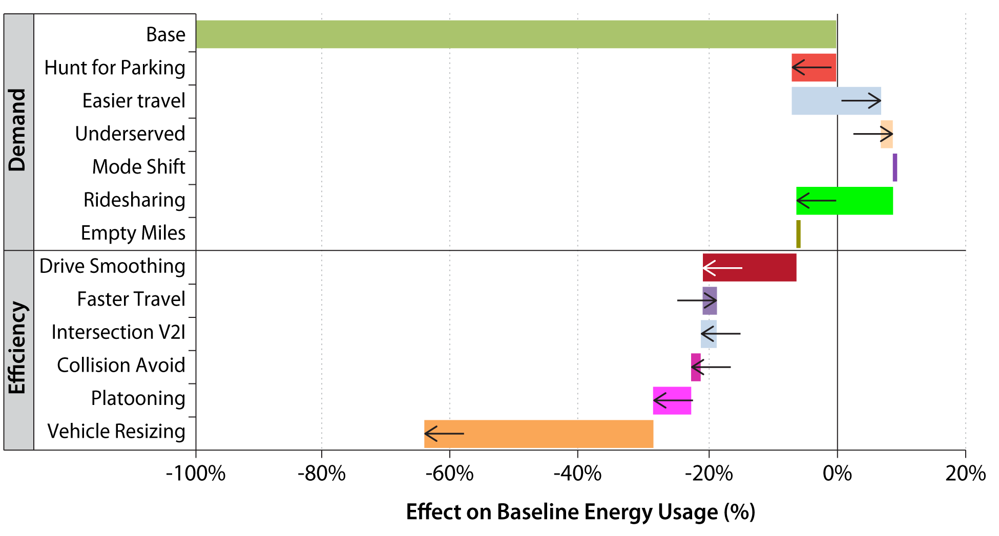 Demand
Base
Hunt for Parking
Easier travel
Underserved
Mode Shift
Ridesharing
Empty Miles
Efficiency
Drive Smoothing
Faster Travel
Intersection V2I
Collision Avoid
Platooning
Vehicle Resizing
-100% -80% -60% -40% -20% 0% 20%
Effect on Baseline Energy Usage (%)